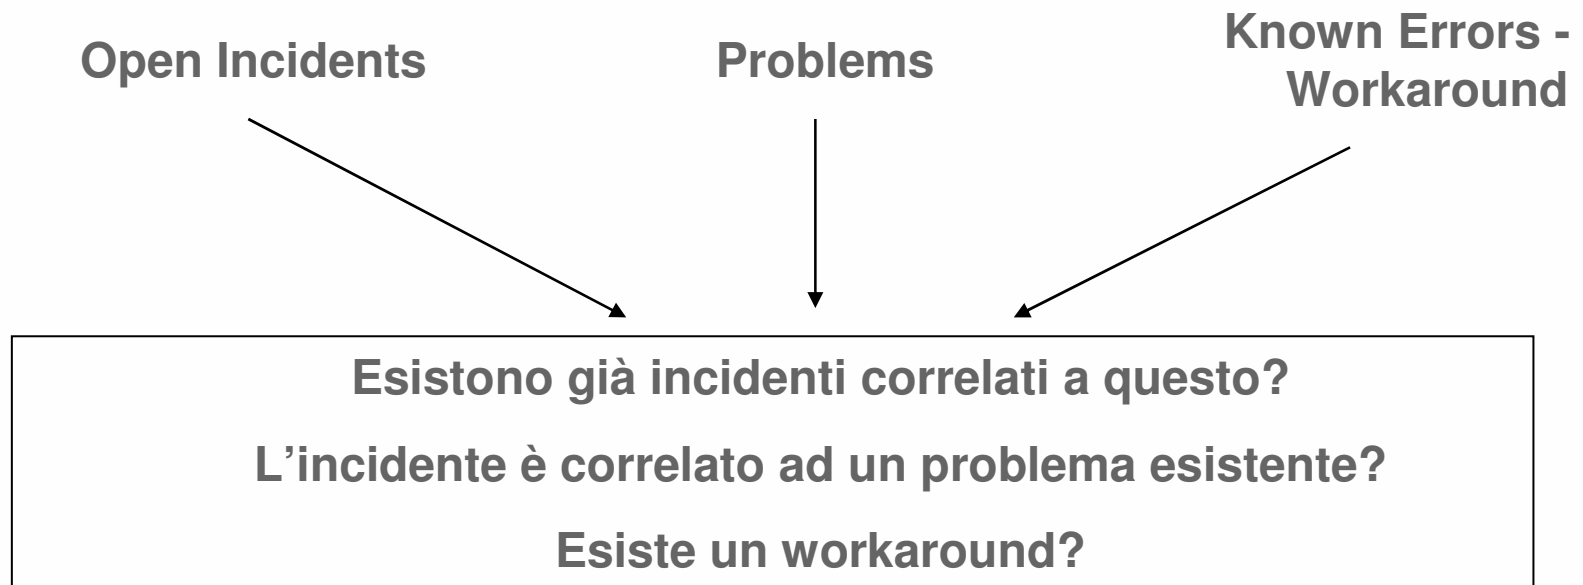 Open Incidents
Problems
Known Errors -
Workaround
Esistono già incidenti correlati a questo?
L’incidente è correlato ad un problema esistente?
Esiste un workaround?